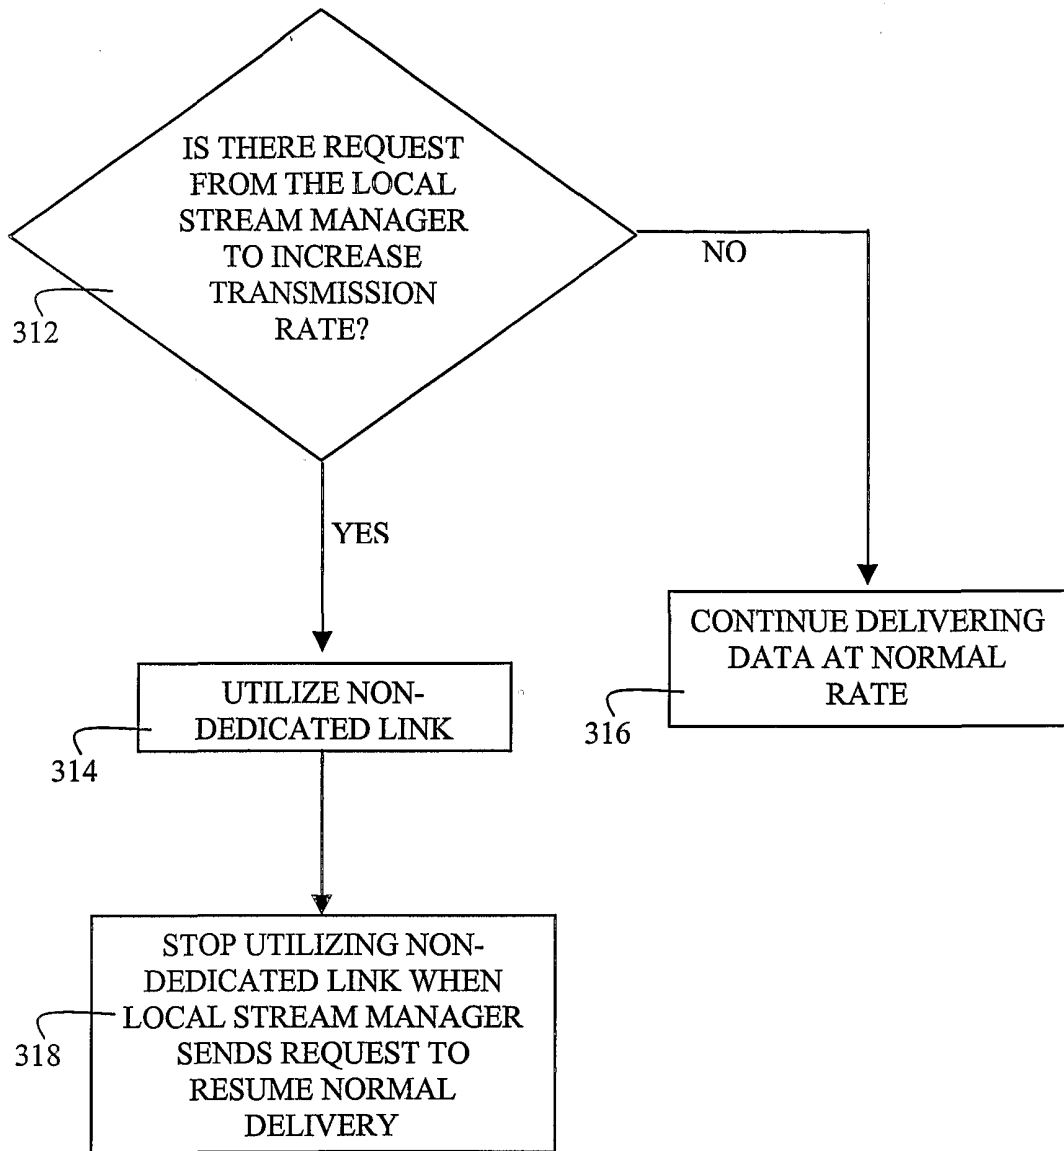 IS THERE REQUEST
FROM THE LOCAL
STREAM MANAGER
TO INCREASE
TRANSMISSION
RATE?
312
NO
YES
CONTINUE DELIVERING
DATA AT NORMAL
RATE
316
UTILIZE NON-
DEDICATED LINK
314
STOP UTILIZING NON-
DEDICATED LINK WHEN
LOCAL STREAM MANAGER
SENDS REQUEST TO
RESUME NORMAL
DELIVERY
318